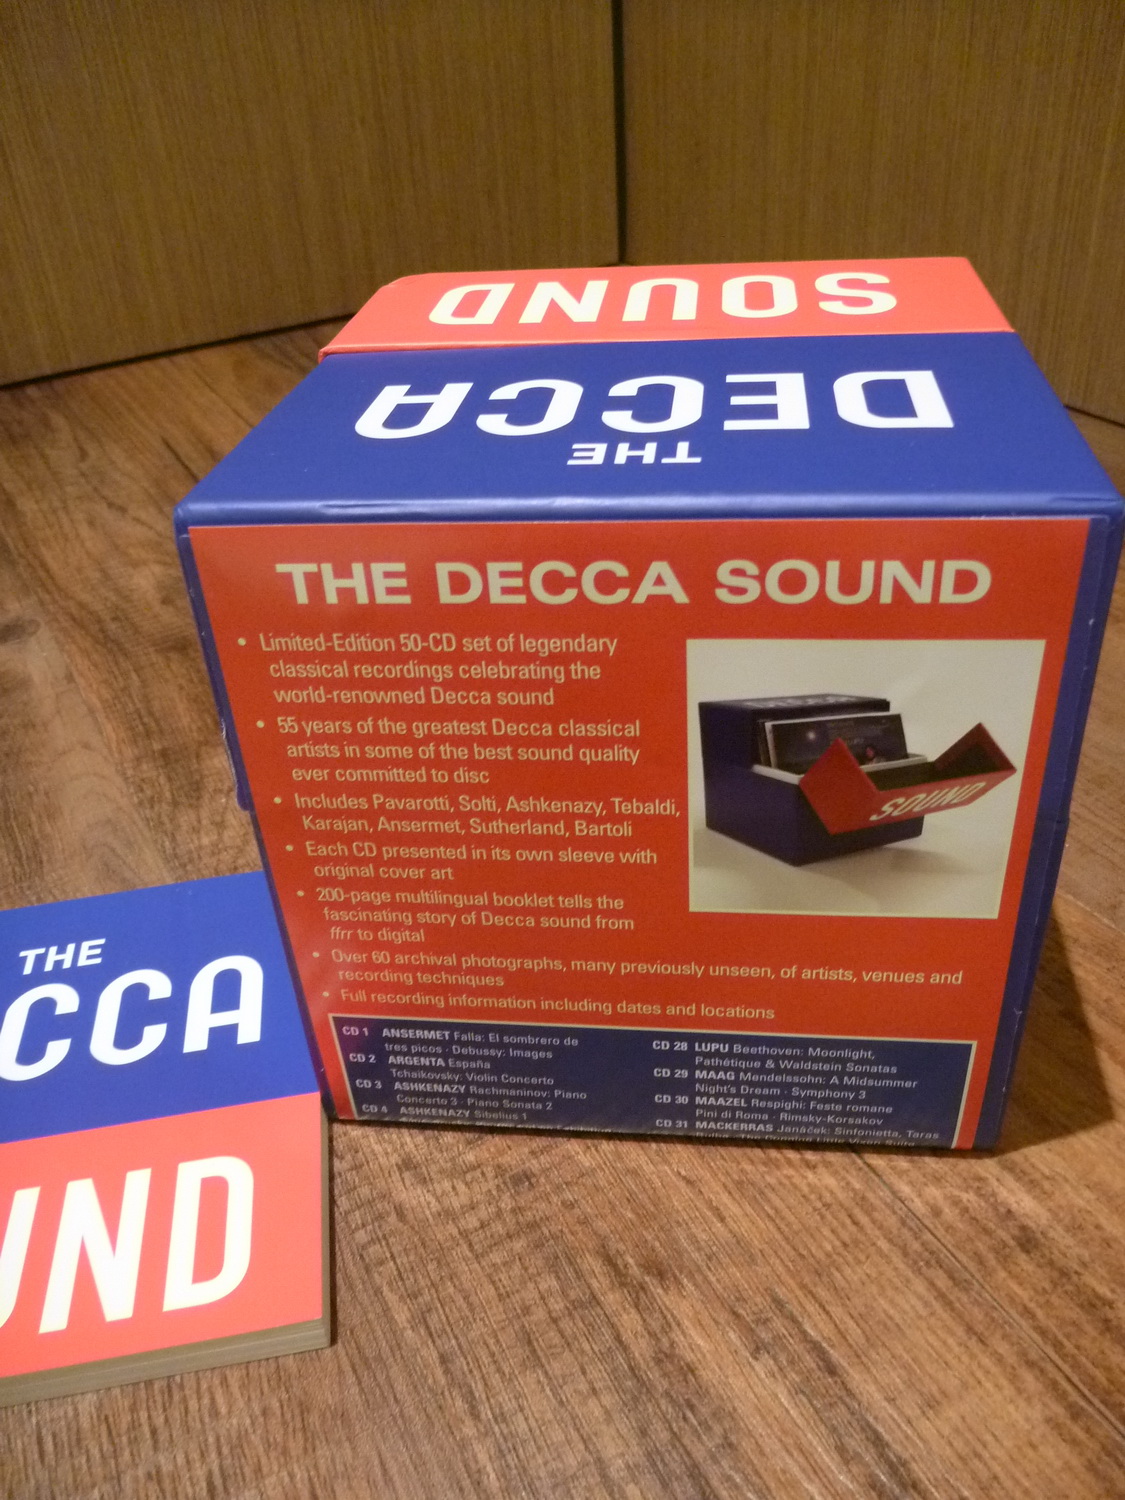 SOUND
DECCA
THE
THE DECCA SOUND
• Limited-Edition 50-CD set of legendary
classical recordings celebrating the
world-renowned Decca sound
• 55 years of the greatest Decca classical
artists in some of the best sound quality
ever committed to disc
• Includes Pavarotti, Solti, Ashkenazy, Tebaldi,
Karajan, Ansermet, Sutherland, Bartoli
• Each CD presented in its own sleeve with
original cover art
• 200-page multilingual booklet tells the
fascinating story of Decca sound from
ffrr to digital
• Over 60 archival photographs, many previously unseen, of artists, venues and
recording techniques
• Full recording information including dates and locations
SOUND
CD 1 ANSERMET Falla: El sombrero de
tres picos · Debussy: Images
CD 2 ARGENTA España
Tchaikovsky: Violin Concerto
CD 3 ASHKENAZY Rachmaninov: Piano
Concerto 3 · Piano Sonata 2
CD 4 ASHKENAZY Sibelius 1
CD 28 LUPU Beethoven: Moonlight,
Pathétique & Waldstein Sonatas
CD 29 MAAG Mendelssohn: A Midsummer
Night's Dream · Symphony 3
CD 30 MAAZEL Respighi: Feste romane
Pini di Roma · Rimsky-Korsakov
CD 31 MACKERRAS Janáček: Sinfonietta, Taras
THE
CCA
UND